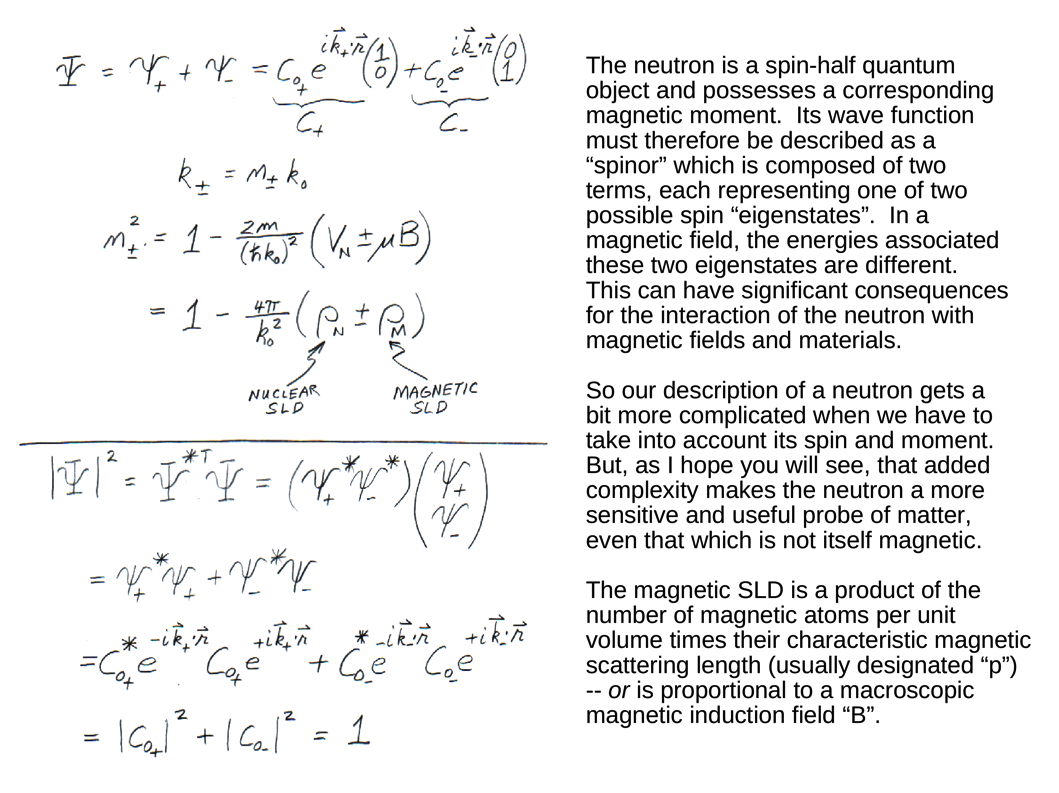 Ψ = ψ₊ + ψ₋ = C₀₊ e^{ik⃗₊·r⃗} (1 0) + C₀₋ e^{ik⃗₋·r⃗} (0 1)
C₊ C₋
k± = n± k₀
n±² = 1 - 2m/(ħk₀)² (V_N ± μB)
= 1 - 4π/k₀² (ρ_N ± ρ_M)
NUCLEAR SLD
MAGNETIC SLD
|Ψ|² = Ψ*ᵀ Ψ = (ψ₊* ψ₋*) (ψ₊ ψ₋)
= ψ₊*ψ₊ + ψ₋*ψ₋
= C₀₊* e^{-ik⃗₊·r⃗} C₀₊ e^{+ik⃗₊·r⃗} + C₀₋* e^{-ik⃗₋·r⃗} C₀₋ e^{+ik⃗₋·r⃗}
= |C₀₊|² + |C₀₋|² = 1
The neutron is a spin-half quantum
object and possesses a corresponding
magnetic moment.  Its wave function
must therefore be described as a
“spinor” which is composed of two
terms, each representing one of two
possible spin “eigenstates”.  In a
magnetic field, the energies associated
these two eigenstates are different.
This can have significant consequences
for the interaction of the neutron with
magnetic fields and materials.
So our description of a neutron gets a
bit more complicated when we have to
take into account its spin and moment.
But, as I hope you will see, that added
complexity makes the neutron a more
sensitive and useful probe of matter,
even that which is not itself magnetic.
The magnetic SLD is a product of the
number of magnetic atoms per unit
volume times their characteristic magnetic
scattering length (usually designated “p”)
-- or is proportional to a macroscopic
magnetic induction field “B”.